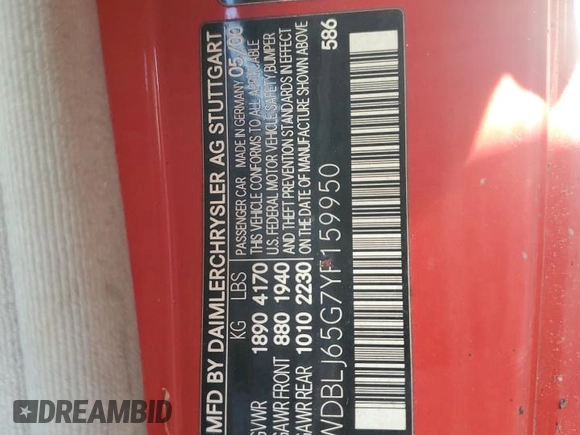 MFD BY DAIMLERCHRYSLER AG STUTTGART
KG LBS
GVWR 1890 4170
GAWR FRONT 880 1940
GAWR REAR 1010 2230
PASSENGER CAR MADE IN GERMANY 05/00
THIS VEHICLE CONFORMS TO ALL APPLICABLE
U.S. FEDERAL MOTOR VEHICLE SAFETY,BUMPER
AND THEFT PREVENTION STANDARDS IN EFFECT
ON THE DATE OF MANUFACTURE SHOWN ABOVE
WDBLJ65G7YF159950
586
AUTOHELPERBOT.COM